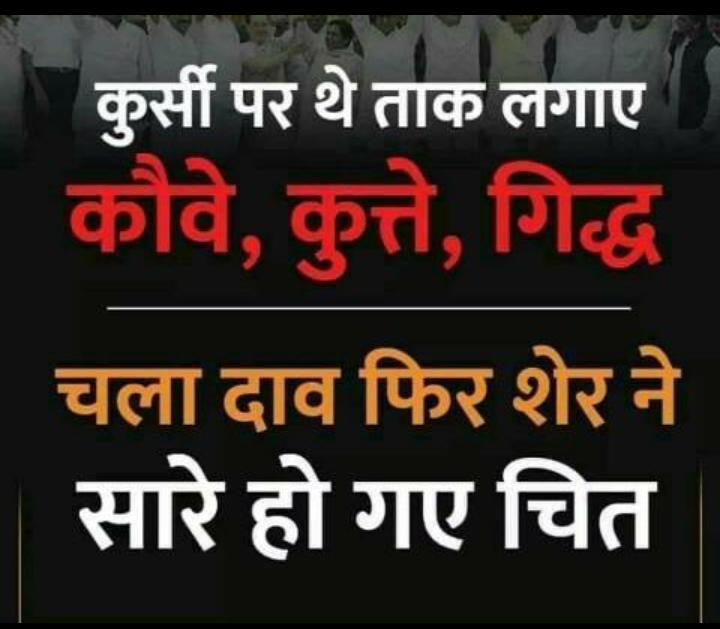 कुर्सी पर थे ताक लगाए
कौवे, कुत्ते, गिद्ध
चला दाव फिर शेर ने
सारे हो गए चित